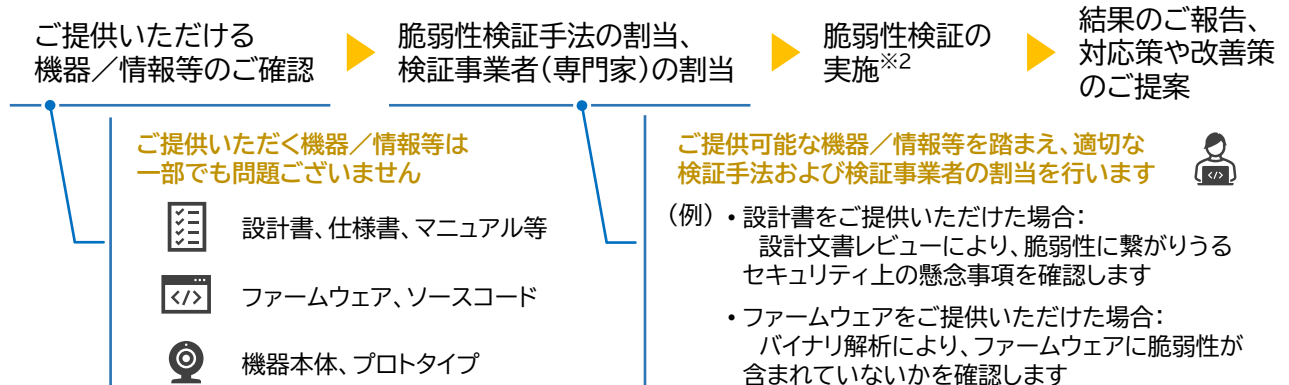 ご提供いただける
機器／情報等のご確認
脆弱性検証手法の割当、
検証事業者（専門家）の割当
脆弱性検証の
実施※2
結果のご報告、
対応策や改善策
のご提案
ご提供いただく機器／情報等は
一部でも問題ございません
設計書、仕様書、マニュアル等
</>
ファームウェア、ソースコード
機器本体、プロトタイプ
ご提供可能な機器／情報等を踏まえ、適切な
検証手法および検証事業者の割当を行います
</>
（例）・設計書をご提供いただけた場合：
設計文書レビューにより、脆弱性に繋がりうる
セキュリティ上の懸念事項を確認します
・ファームウェアをご提供いただけた場合：
バイナリ解析により、ファームウェアに脆弱性が
含まれていないかを確認します